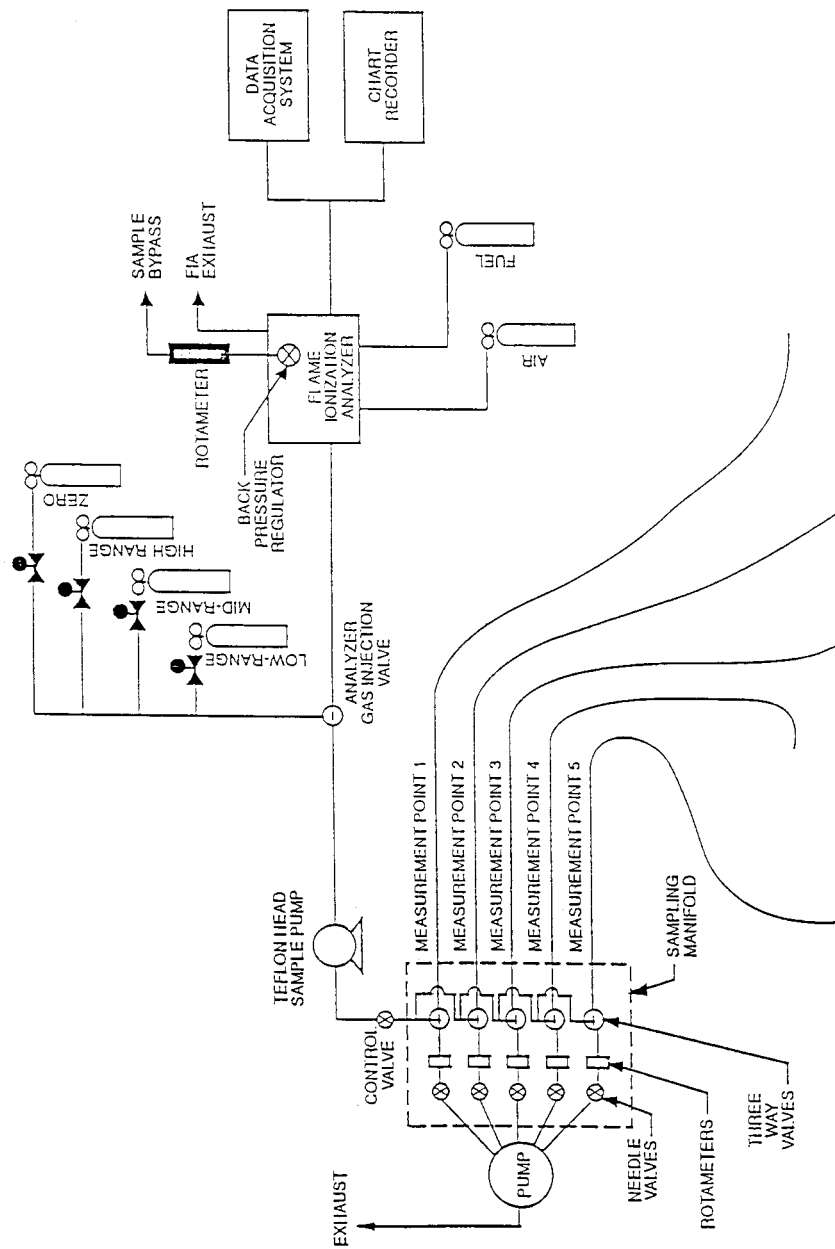 DATA
ACQUISITION
SYSTEM
CHART
RECORDER
SAMPLE
BYPASS
FIA
EXHAUST
ROTAMETER
BACK
PRESSURE
REGULATOR
FLAME
IONIZATION
ANALYZER
FUEL
AIR
ZERO
HIGH RANGE
MID-RANGE
LOW-RANGE
ANALYZER
GAS INJECTION
VALVE
TEFLON HEAD
SAMPLE PUMP
CONTROL
VALVE
MEASUREMENT POINT 1
MEASUREMENT POINT 2
MEASUREMENT POINT 3
MEASUREMENT POINT 4
MEASUREMENT POINT 5
SAMPLING
MANIFOLD
THREE
WAY
VALVES
ROTAMETERS
NEEDLE
VALVES
PUMP
EXHAUST